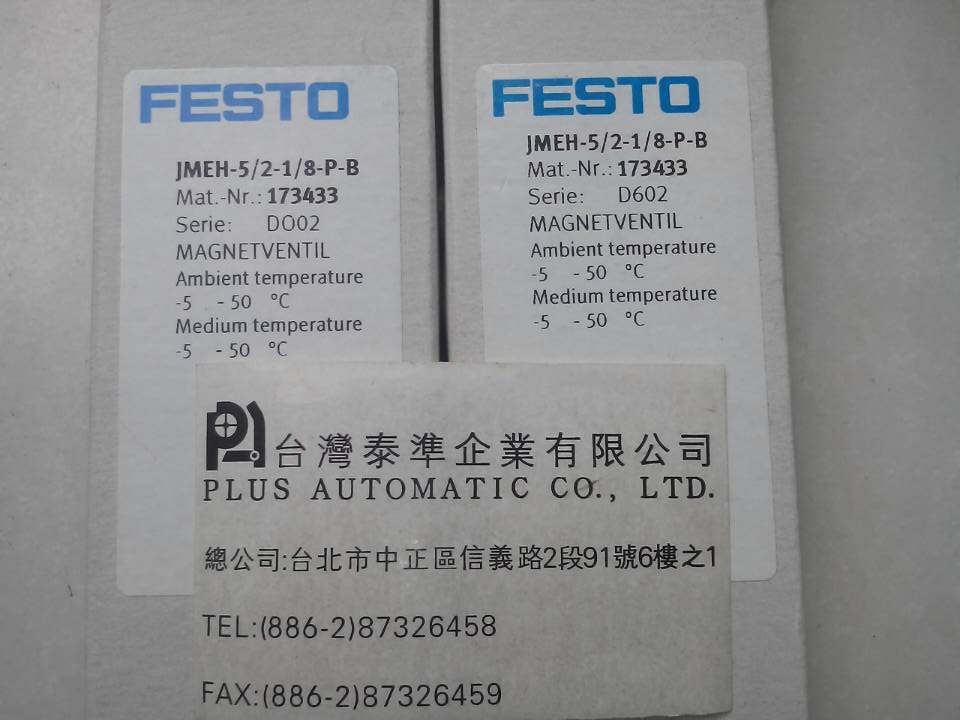 FESTO
JMEH-5/2-1/8-P-B
Mat.-Nr.: 173433
Serie: DO02
MAGNETVENTIL
Ambient temperature
-5 - 50 °C
Medium temperature
-5 - 50 °C
FESTO
JMEH-5/2-1/8-P-B
Mat.-Nr.: 173433
Serie: D602
MAGNETVENTIL
Ambient temperature
-5 - 50 °C
Medium temperature
-5 - 50 °C
台灣泰準企業有限公司
PLUS AUTOMATIC CO., LTD.
總公司:台北市中正區信義路2段91號6樓之1
TEL:(886-2)87326458
FAX:(886-2)87326459